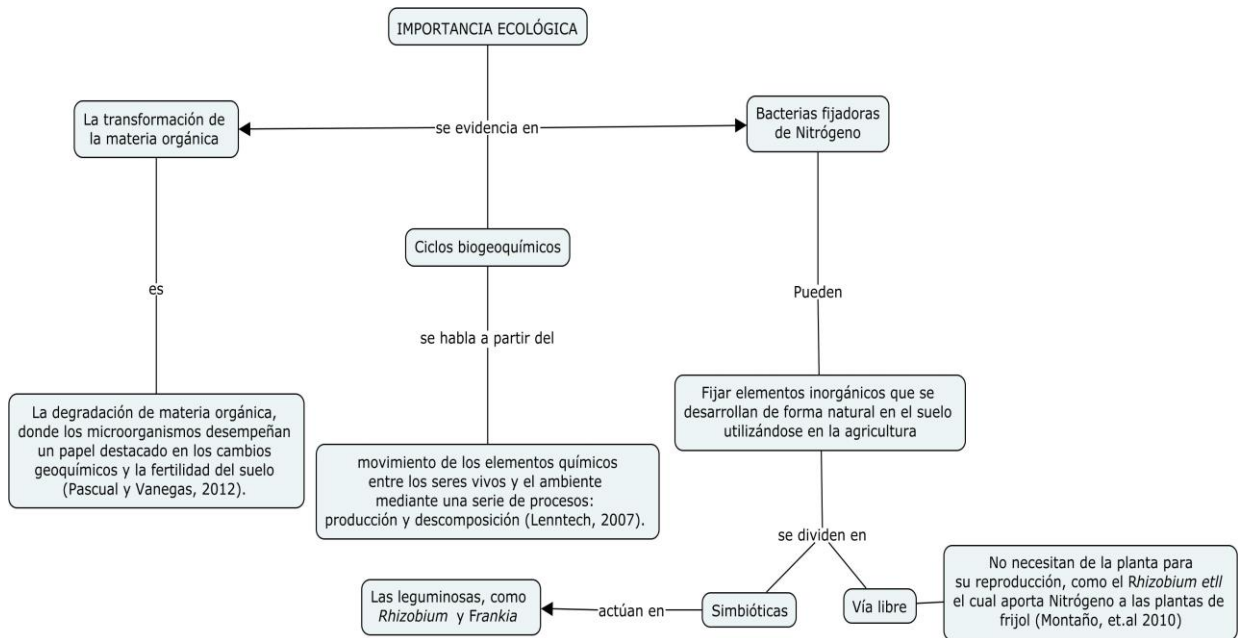 IMPORTANCIA ECOLÓGICA
La transformación de
la materia orgánica
se evidencia en
Bacterias fijadoras
de Nitrógeno
Ciclos biogeoquímicos
es
Pueden
se habla a partir del
La degradación de materia orgánica,
donde los microorganismos desempeñan
un papel destacado en los cambios
geoquímicos y la fertilidad del suelo
(Pascual y Vanegas, 2012).
movimiento de los elementos químicos
entre los seres vivos y el ambiente
mediante una serie de procesos:
producción y descomposición (Lenntech, 2007).
Fijar elementos inorgánicos que se
desarrollan de forma natural en el suelo
utilizándose en la agricultura
se dividen en
Las leguminosas, como
Rhizobium y Frankia
actúan en
Simbióticas
Vía libre
No necesitan de la planta para
su reproducción, como el Rhizobium etll
el cual aporta Nitrógeno a las plantas de
frijol (Montaño, et.al 2010)